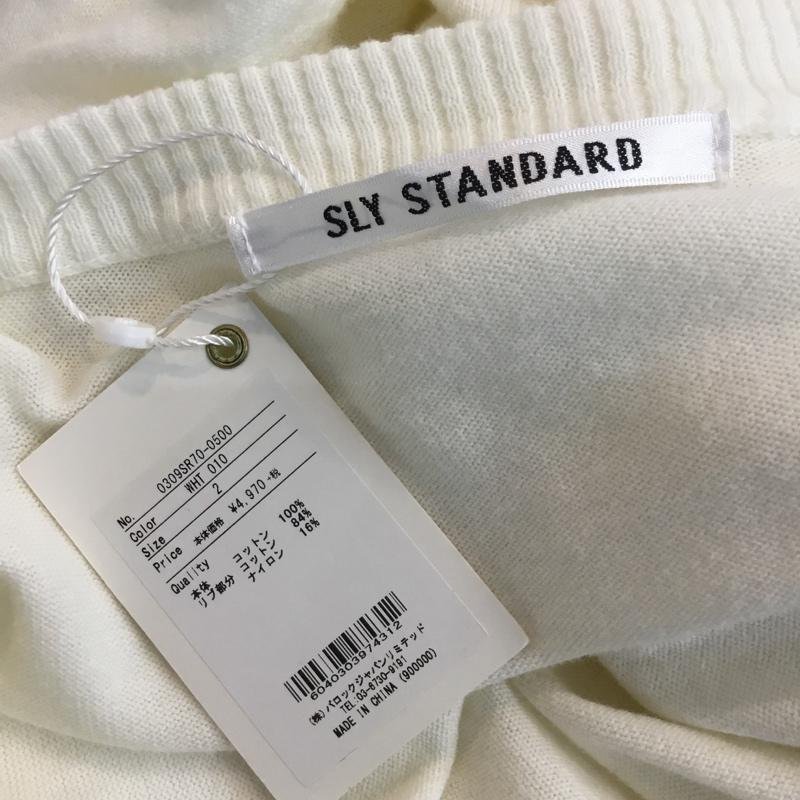 SLY STANDARD
No. 0309SR70-0500
Color WHT 010
Size 2
Price 本体価格 ¥4,970+税
Quality
本体 コットン 100%
リブ部分 コットン 84%
ナイロン 16%
6040303974312
(株)バロックジャパンリミテッド
TEL:03-6730-9191
MADE IN CHINA (900000)